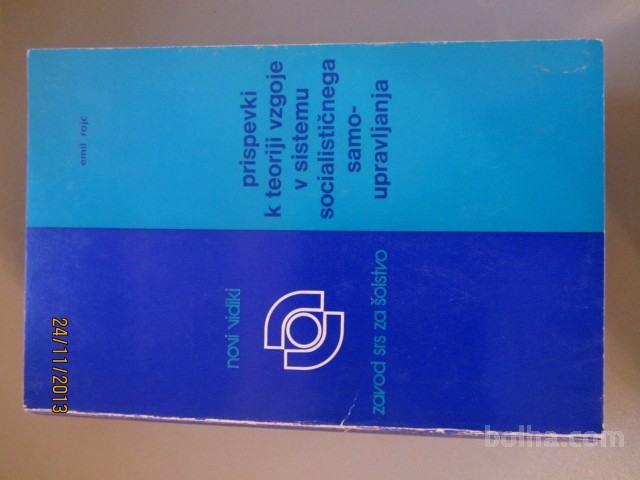 emil rojc
prispevki
k teoriji vzgoje
v sistemu
socialističnega
samo-
upravljanja
novi vidiki
zavod srs za šolstvo
24/11/2013
bolha.com